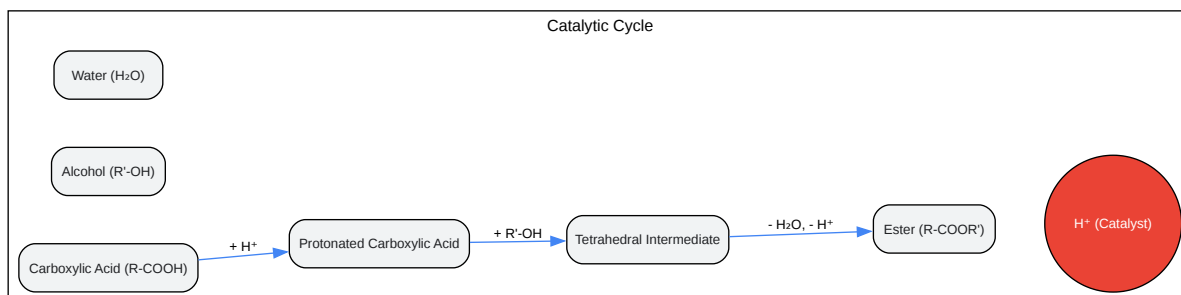 Catalytic Cycle
Water (H₂O)
Alcohol (R'-OH)
Carboxylic Acid (R-COOH)
+ H⁺
Protonated Carboxylic Acid
+ R'-OH
Tetrahedral Intermediate
- H₂O, - H⁺
Ester (R-COOR')
H⁺ (Catalyst)